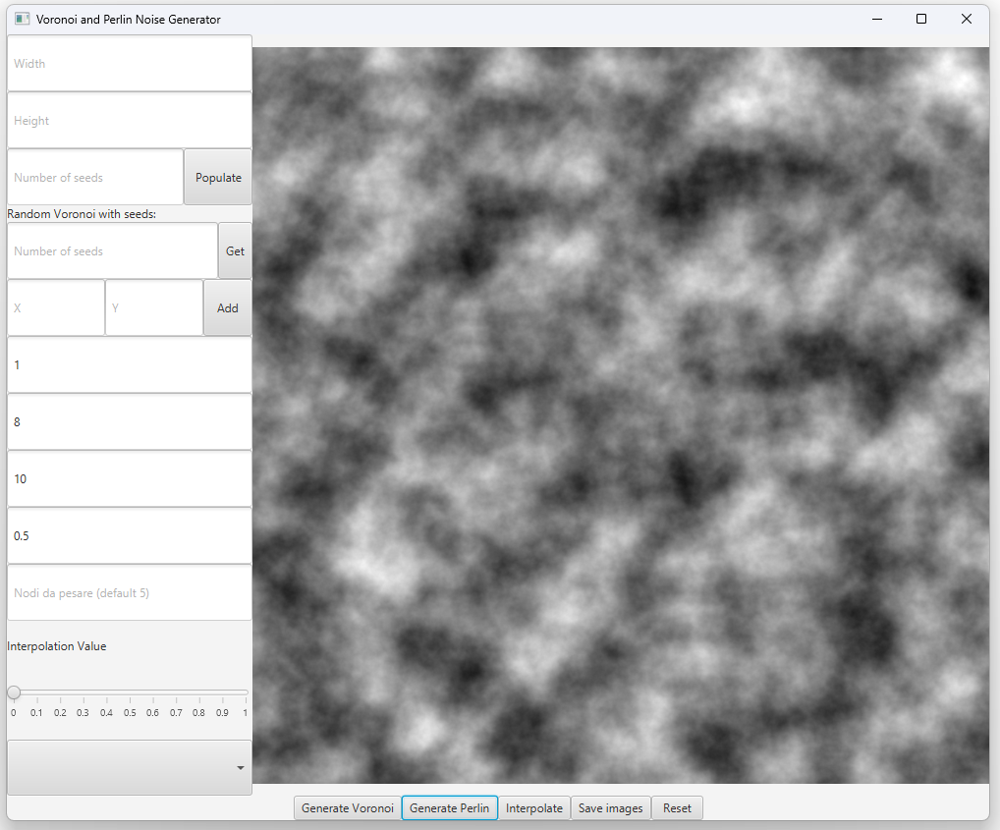 Voronoi and Perlin Noise Generator
Width
Height
Number of seeds Populate
Random Voronoi with seeds:
Number of seeds Get
X Y Add
1
8
10
0.5
Nodi da pesare (default 5)
Interpolation Value
0 0.1 0.2 0.3 0.4 0.5 0.6 0.7 0.8 0.9 1
Generate Voronoi Generate Perlin Interpolate Save images Reset